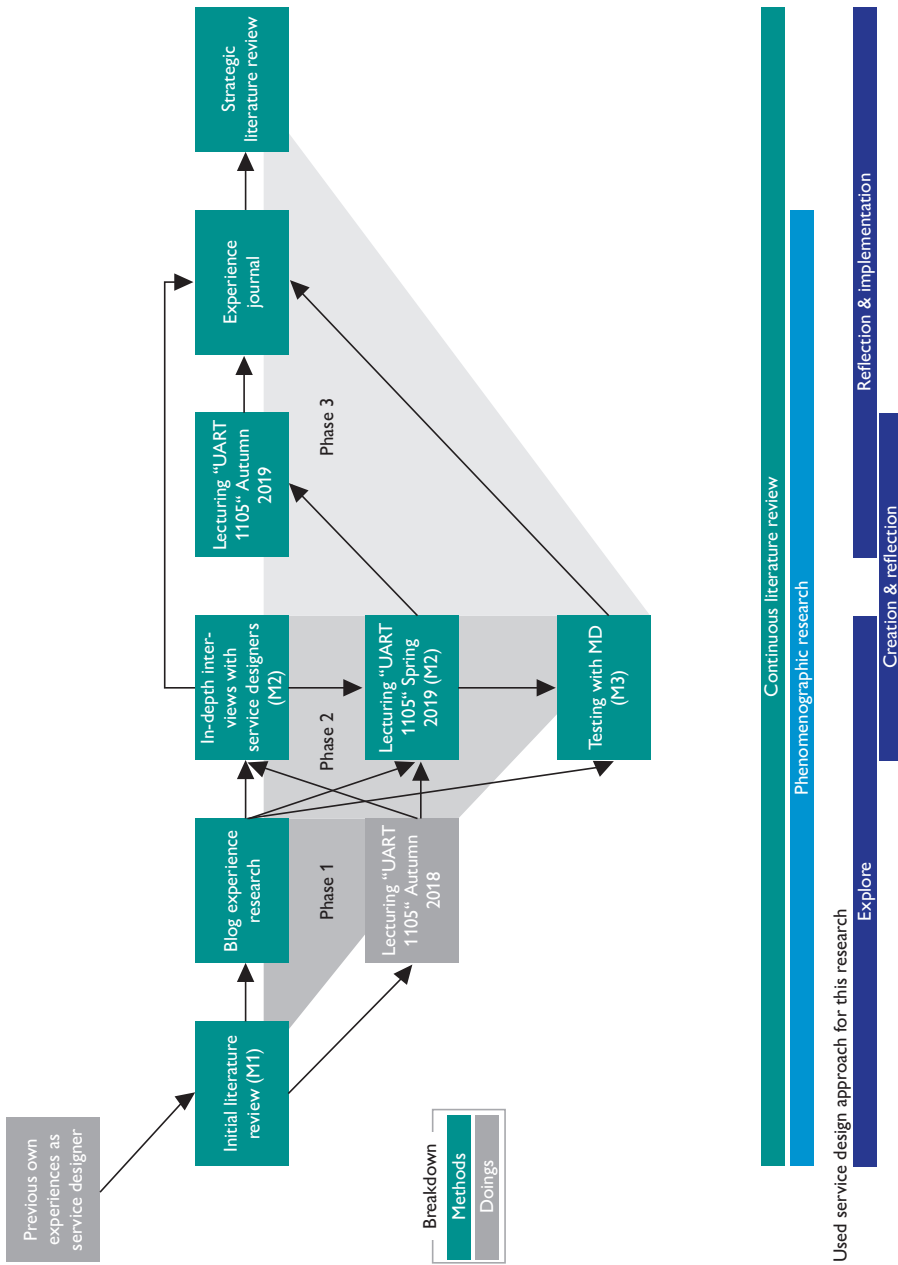 Previous own
experiences as
service designer
Initial literature
review (M1)
Blog experience
research
In-depth inter-
views with
service designers
(M2)
Lecturing “UART
1105“ Autumn
2019
Experience
journal
Strategic
literature review
Phase 1
Phase 2
Phase 3
Lecturing “UART
1105“ Autumn
2018
Lecturing “UART
1105“ Spring
2019 (M2)
Testing with MD
(M3)
Breakdown
Methods
Doings
Continuous literature review
Phenomenographic research
Used service design approach for this research
Explore
Reflection & implementation
Creation & reflection